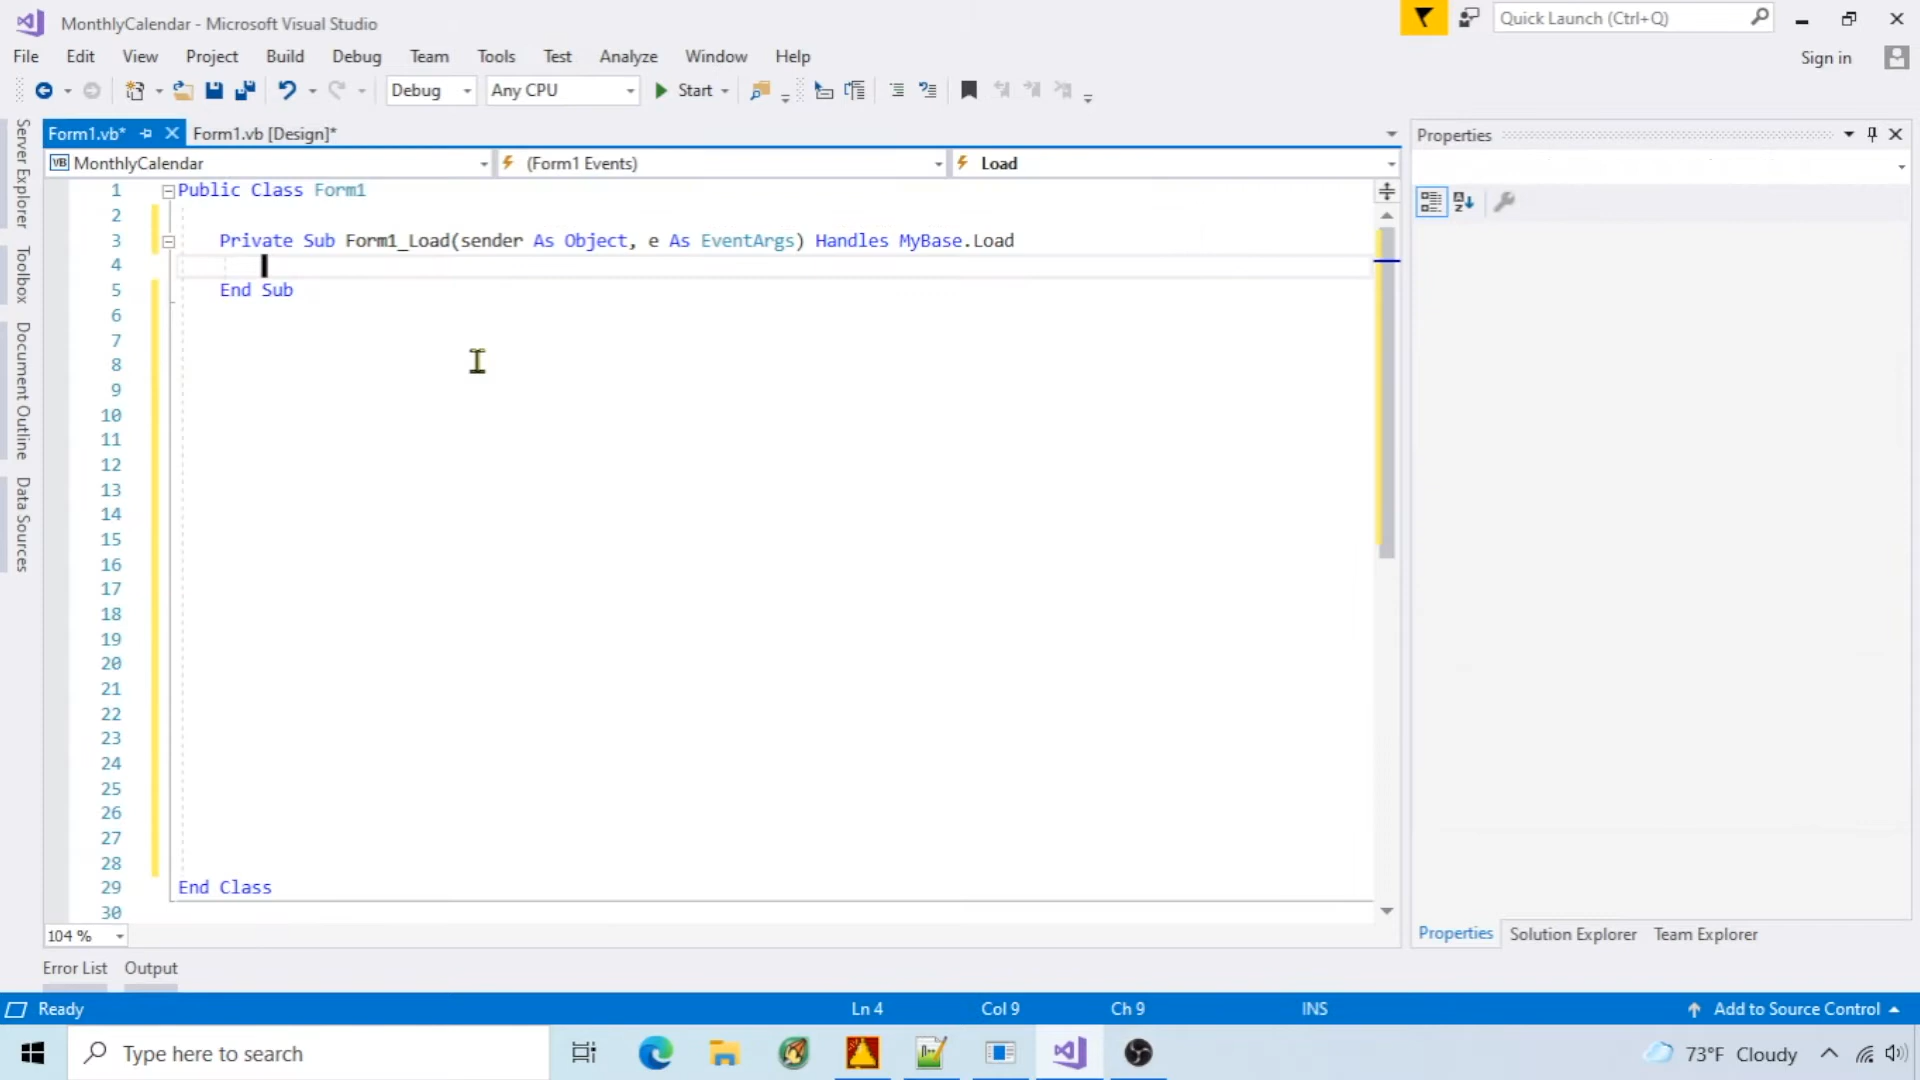 MonthlyCalendar - Microsoft Visual Studio
Quick Launch (Ctrl+Q)
File Edit View Project Build Debug Team Tools Test Analyze Window Help
Sign in
Debug Any CPU Start
Form1.vb* Form1.vb [Design]*
Properties
VB MonthlyCalendar (Form1 Events) Load
Server Explorer
Toolbox
Document Outline
Data Sources
1 Public Class Form1
2
3 Private Sub Form1_Load(sender As Object, e As EventArgs) Handles MyBase.Load
4
5 End Sub
6
7
8
9
10
11
12
13
14
15
16
17
18
19
20
21
22
23
24
25
26
27
28
29 End Class
30
104 %
Properties Solution Explorer Team Explorer
Error List Output
Ready Ln 4 Col 9 Ch 9 INS Add to Source Control
Type here to search
73°F Cloudy